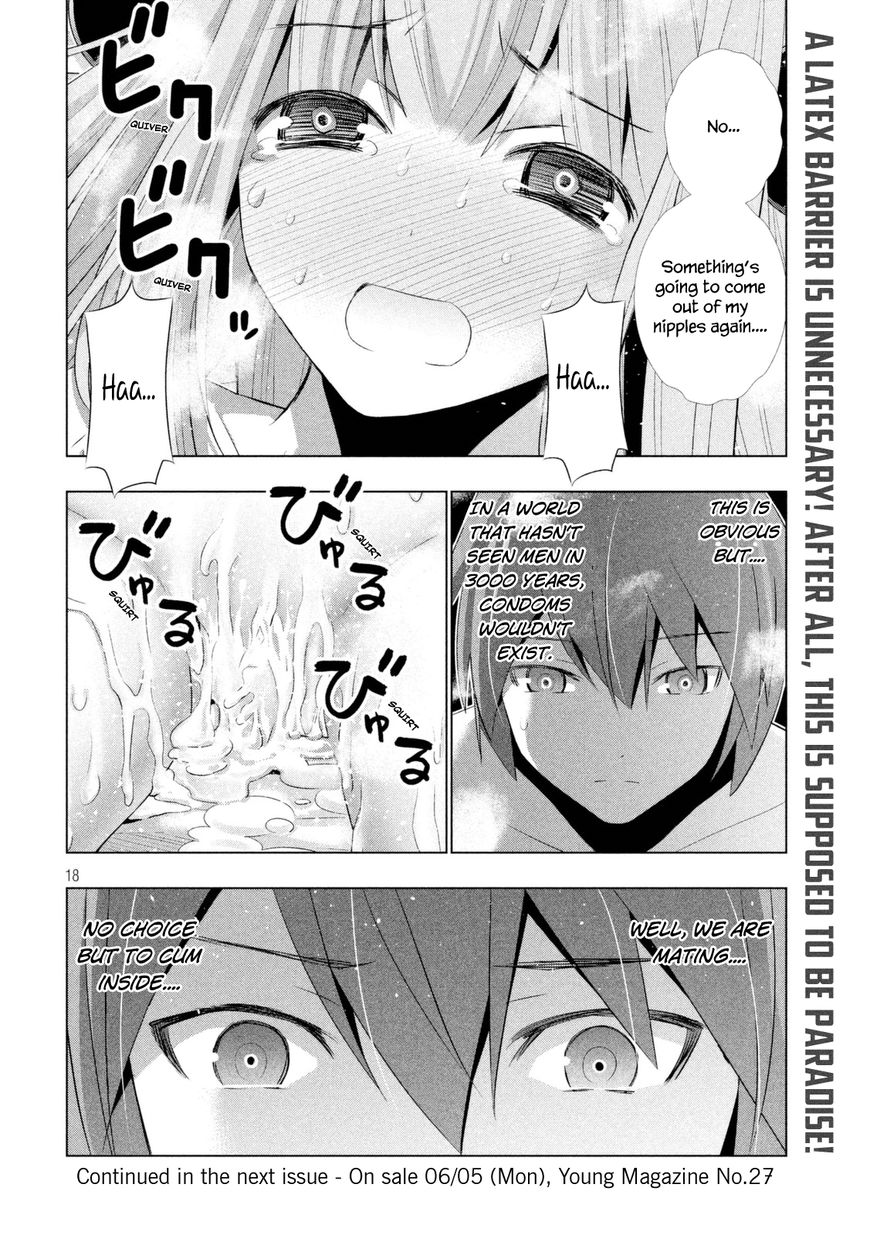 A LATEX BARRIER IS UNNECESSARY! AFTER ALL, THIS IS SUPPOSED TO BE PARADISE!
No...
Something's
going to come
out of my
nipples again....
ビクッ
QUIVER
ビクッ
QUIVER
Haa...
Haa...
THIS IS
OBVIOUS
BUT....
IN A WORLD
THAT HASN'T
SEEN MEN IN
3000 YEARS,
CONDOMS
WOULDN'T
EXIST.
びゅる
SQUIRT
びゅる
SQUIRT
びゅる
SQUIRT
18
WELL, WE ARE
MATING....
NO CHOICE
BUT TO CUM
INSIDE....
Continued in the next issue - On sale 06/05 (Mon), Young Magazine No.27